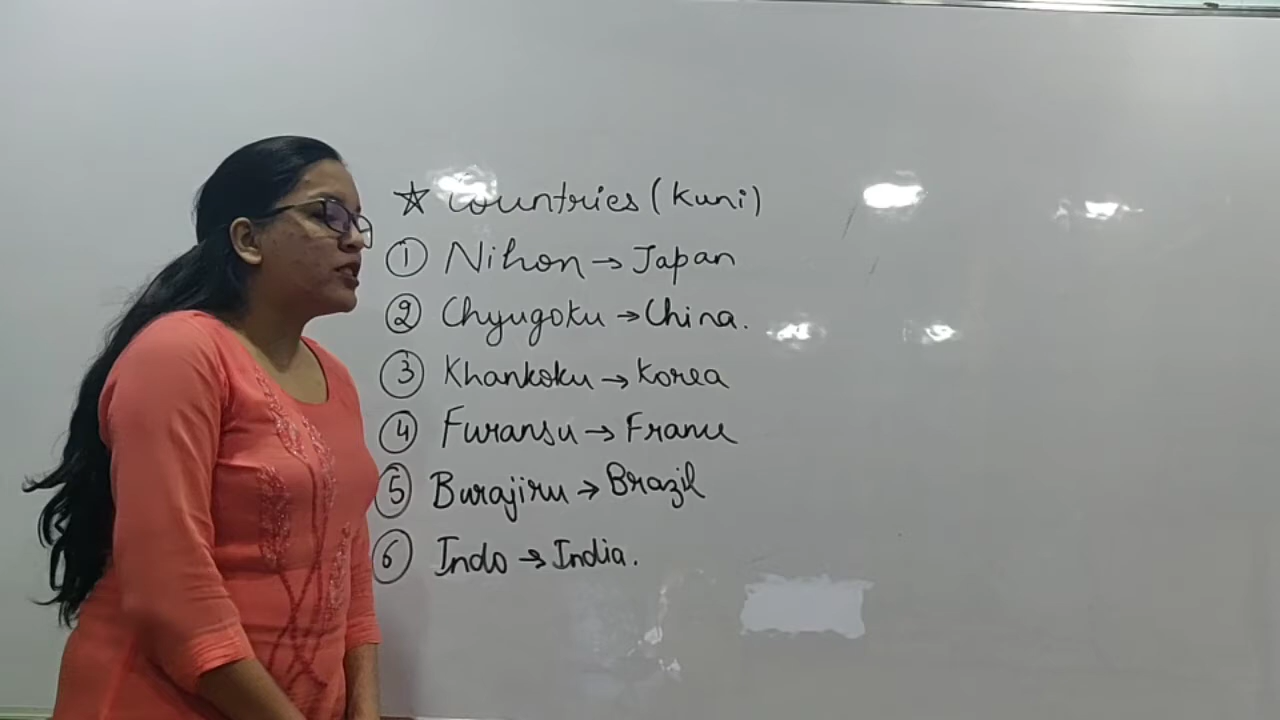 ☆ Countries (Kuni)
① Nihon → Japan
② Chyugoku → China.
③ Khankoku → Korea
④ Furansu → France
⑤ Burajiru → Brazil
⑥ Indo → India.